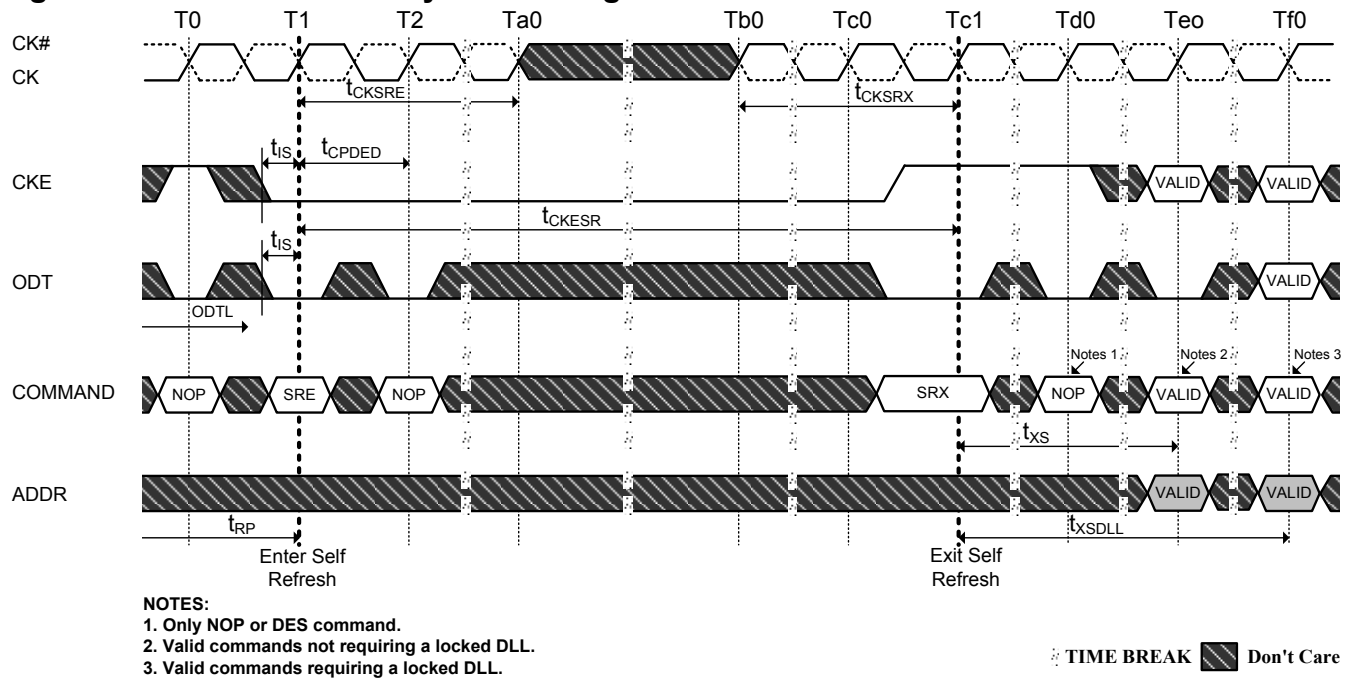 T0 T1 T2 Ta0 Tb0 Tc0 Tc1 Td0 Teo Tf0
CK#
CK
tCKSRE tCKSRX
tIS tCPDED
CKE VALID VALID
tCKESR
tIS
ODT VALID
ODTL
Notes 1 Notes 2 Notes 3
COMMAND NOP SRE NOP SRX NOP VALID VALID
tXS
ADDR VALID VALID
tRP tXSDLL
Enter Self Refresh
Exit Self Refresh
NOTES:
1. Only NOP or DES command.
2. Valid commands not requiring a locked DLL.
3. Valid commands requiring a locked DLL.
TIME BREAK Don't Care